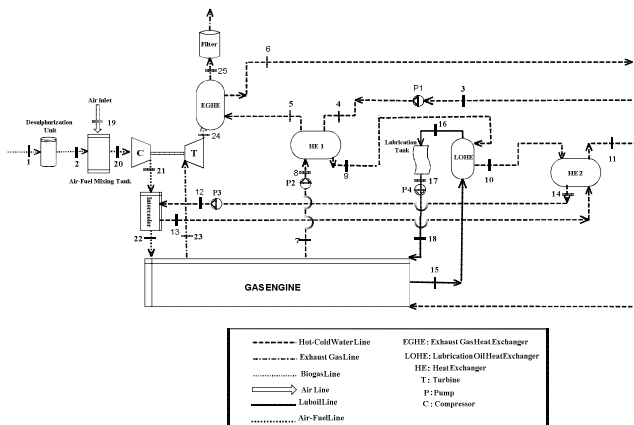 Filter
25
6
EGHE
P1
3
5
4
Air inlet
Desulphurization
Unit
19
24
16
HE 1
Lubrication
Tank
LOHE
C
T
1
2
20
Air-Fuel Mixing Tank
21
8
9
17
10
11
HE2
P2
P4
12
P3
14
Intercooler
13
22
23
7
18
15
GAS ENGINE
Hot-Cold Water Line
Exhaust Gas Line
Biogas Line
Air Line
Lub oil Line
Air-Fuel Line
EGHE: Exhaust Gas Heat Exchanger
LOHE: Lubrication Oil Heat Exchanger
HE: Heat Exchanger
T: Turbine
P: Pump
C: Compressor